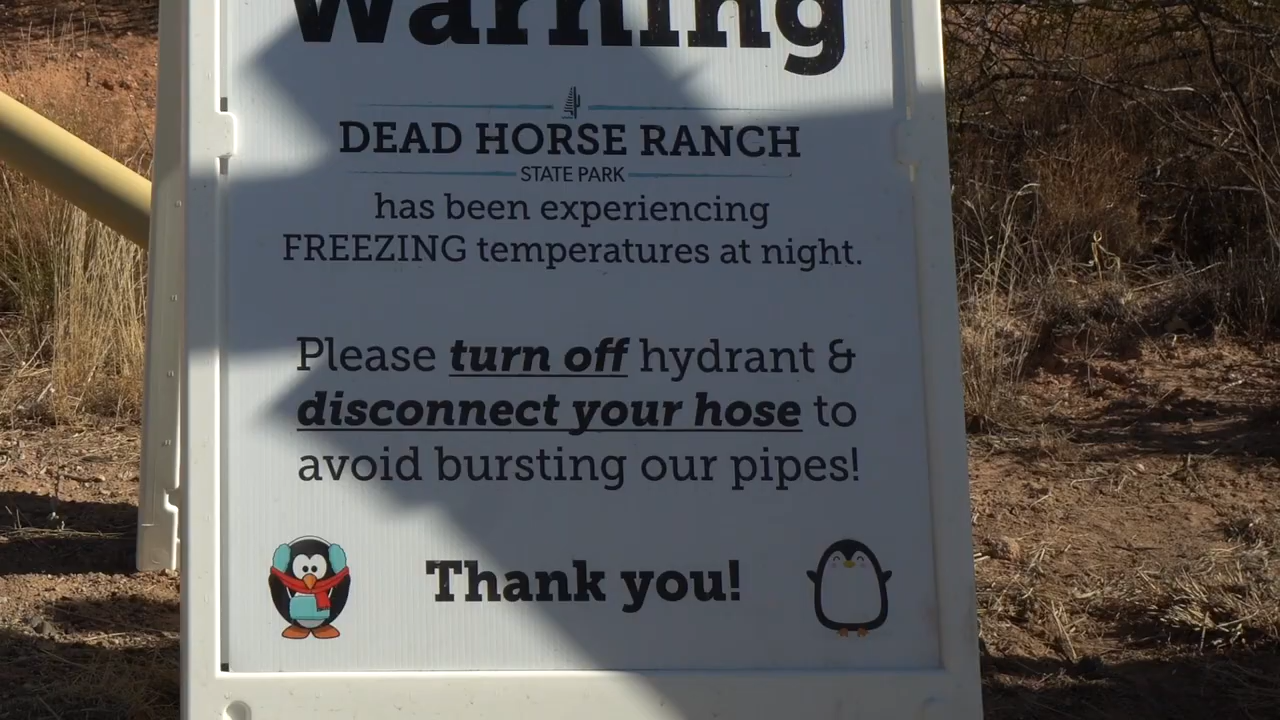 Warning
DEAD HORSE RANCH
STATE PARK
has been experiencing
FREEZING temperatures at night.
Please turn off hydrant &
disconnect your hose to
avoid bursting our pipes!
Thank you!